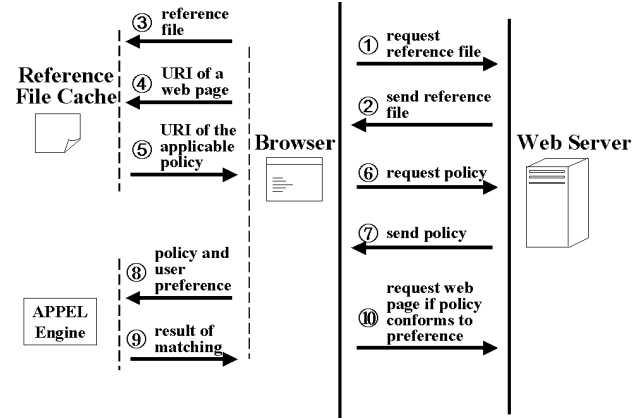 ③ reference
file
① request
reference file
Reference
File Cache
④ URI of a
web page
② send reference
file
⑤ URI of the
applicable
policy
Browser
Web Server
⑥ request policy
⑦ send policy
⑧ policy and
user
preference
APPEL
Engine
⑨ result of
matching
⑩ request web
page if policy
conforms to
preference